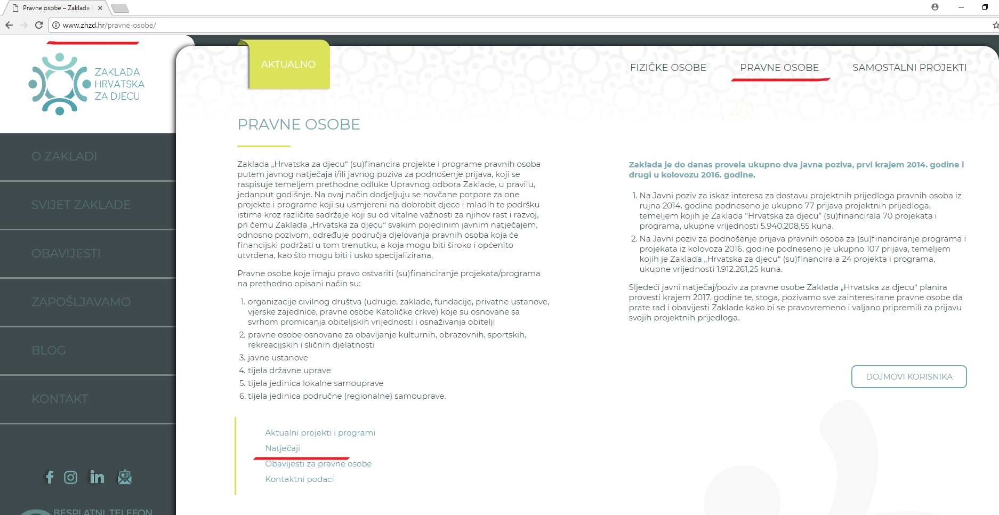 Pravne osobe – Zaklada
www.zhzd.hr/pravne-osobe/
ZAKLADA
HRVATSKA
ZA DJECU
AKTUALNO
FIZIČKE OSOBE
PRAVNE OSOBE
SAMOSTALNI PROJEKTI
O ZAKLADI
SVIJET ZAKLADE
OBAVIJESTI
ZAPOŠLJAVAMO
BLOG
KONTAKT
BESPLATNI TELEFON
PRAVNE OSOBE
Zaklada „Hrvatska za djecu“ (su)financira projekte i programe pravnih osoba
putem javnog natječaja i/ili javnog poziva za podnošenje prijava, koji se
raspisuje temeljem prethodne odluke Upravnog odbora Zaklade, u pravilu,
jedanput godišnje. Na ovaj način dodjeljuju se novčane potpore za one
projekte i programe koji su usmjereni na dobrobit djece i mladih te podršku
istima kroz različite sadržaje koji su od vitalne važnosti za njihov rast i razvoj,
pri čemu Zaklada „Hrvatska za djecu“ svakim pojedinim javnim natječajem,
odnosno pozivom, određuje područja djelovanja pravnih osoba koja će
financijski podržati u tom trenutku, a koja mogu biti široko i općenito
utvrđena, kao što mogu biti i usko specijalizirana.
Pravne osobe koje imaju pravo ostvariti (su)financiranje projekata/programa
na prethodno opisani način su:
1. organizacije civilnog društva (udruge, zaklade, fundacije, privatne ustanove,
vjerske zajednice, pravne osobe Katoličke crkve) koje su osnovane sa
svrhom promicanja obiteljskih vrijednosti i osnaživanja obitelji
2. pravne osobe osnovane za obavljanje kulturnih, obrazovnih, sportskih,
rekreacijskih i sličnih djelatnosti
3. javne ustanove
4. tijela državne uprave
5. tijela jedinica lokalne samouprave
6. tijela jedinica područne (regionalne) samouprave.
Aktualni projekti i programi
Natječaji
Obavijesti za pravne osobe
Kontaktni podaci
Zaklada je do danas provela ukupno dva javna poziva, prvi krajem 2014. godine i
drugi u kolovozu 2016. godine.
1. Na Javni poziv za iskaz interesa za dostavu projektnih prijedloga pravnih osoba iz
rujna 2014. godine podneseno je ukupno 77 prijava projektnih prijedloga,
temeljem kojih je Zaklada "Hrvatska za djecu" (su)financirala 70 projekata i
programa, ukupne vrijednosti 5.940.208,55 kuna.
2. Na Javni poziv za podnošenje prijava pravnih osoba za (su)financiranje programa i
projekata iz kolovoza 2016. godine podneseno je ukupno 107 prijava, temeljem
kojih je Zaklada „Hrvatska za djecu“ (su)financirala 24 projekta i programa,
ukupne vrijednosti 1.912.261,25 kuna.
Sljedeći javni natječaj/poziv za pravne osobe Zaklada „Hrvatska za djecu“ planira
provesti krajem 2017. godine te, stoga, pozivamo sve zainteresirane pravne osobe da
prate rad i obavijesti Zaklade kako bi se pravovremeno i valjano pripremili za prijavu
svojih projektnih prijedloga.
DOJMOVI KORISNIKA